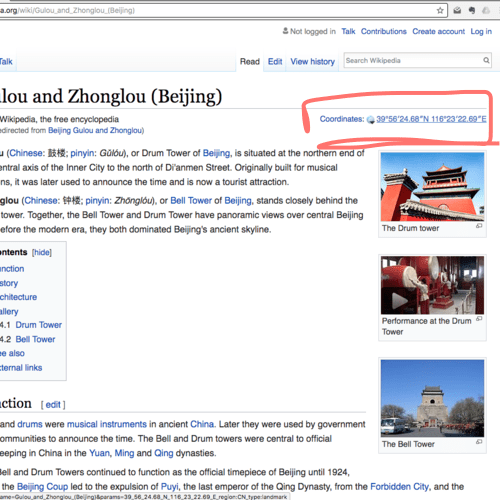 a.org/wiki/Gulou_and_Zhonglou_(Beijing)
Not logged in Talk Contributions Create account Log in
Talk
Read Edit View history
Search Wikipedia
lou and Zhonglou (Beijing)
Wikipedia, the free encyclopedia
edirected from Beijing Gulou and Zhonglou)
Coordinates: 39°56′24.68″N 116°23′22.69″E
u (Chinese: 鼓楼; pinyin: Gǔlóu), or Drum Tower of Beijing, is situated at the northern end of
entral axis of the Inner City to the north of Di'anmen Street. Originally built for musical
ns, it was later used to announce the time and is now a tourist attraction.
glou (Chinese: 钟楼; pinyin: Zhōnglóu), or Bell Tower of Beijing, stands closely behind the
tower. Together, the Bell Tower and Drum Tower have panoramic views over central Beijing
efore the modern era, they both dominated Beijing's ancient skyline.
The Drum tower
ontents [hide]
unction
story
chitecture
allery
4.1 Drum Tower
4.2 Bell Tower
ee also
ternal links
Performance at the Drum
Tower
The Bell Tower
nction [ edit ]
and drums were musical instruments in ancient China. Later they were used by government
ommunities to announce the time. The Bell and Drum towers were central to official
eeping in China in the Yuan, Ming and Qing dynasties.
Bell and Drum Towers continued to function as the official timepiece of Beijing until 1924,
the Beijing Coup led to the expulsion of Puyi, the last emperor of the Qing Dynasty, from the Forbidden City, and the
ame=Gulou_and_Zhonglou_(Beijing)&params=39_56_24.68_N_116_23_22.69_E_region:CN_type:landmark